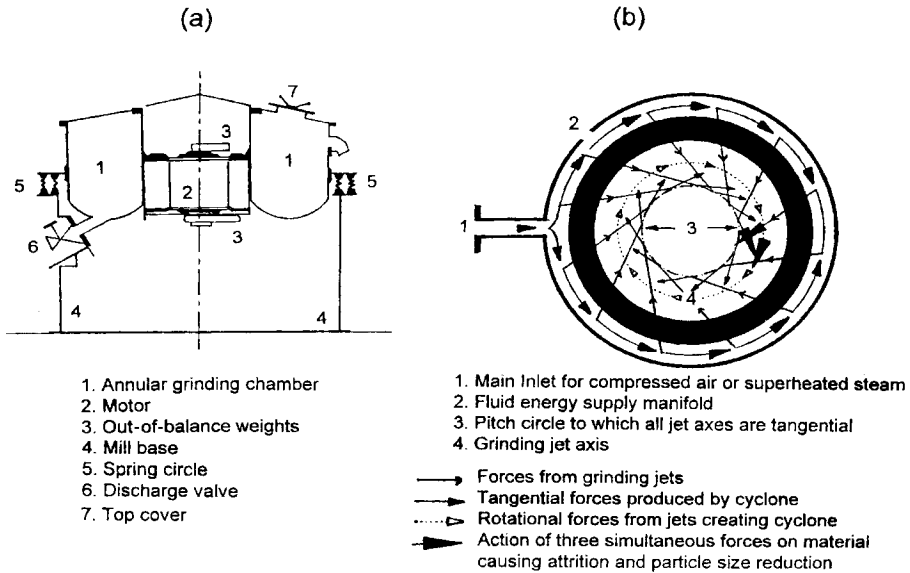 (a)
(b)
7
3
1
1
5
5
2
6
3
4
4
2
1
3
4
1. Annular grinding chamber
2. Motor
3. Out-of-balance weights
4. Mill base
5. Spring circle
6. Discharge valve
7. Top cover
1. Main Inlet for compressed air or superheated steam
2. Fluid energy supply manifold
3. Pitch circle to which all jet axes are tangential
4. Grinding jet axis
Forces from grinding jets
Tangential forces produced by cyclone
Rotational forces from jets creating cyclone
Action of three simultaneous forces on material
causing attrition and particle size reduction